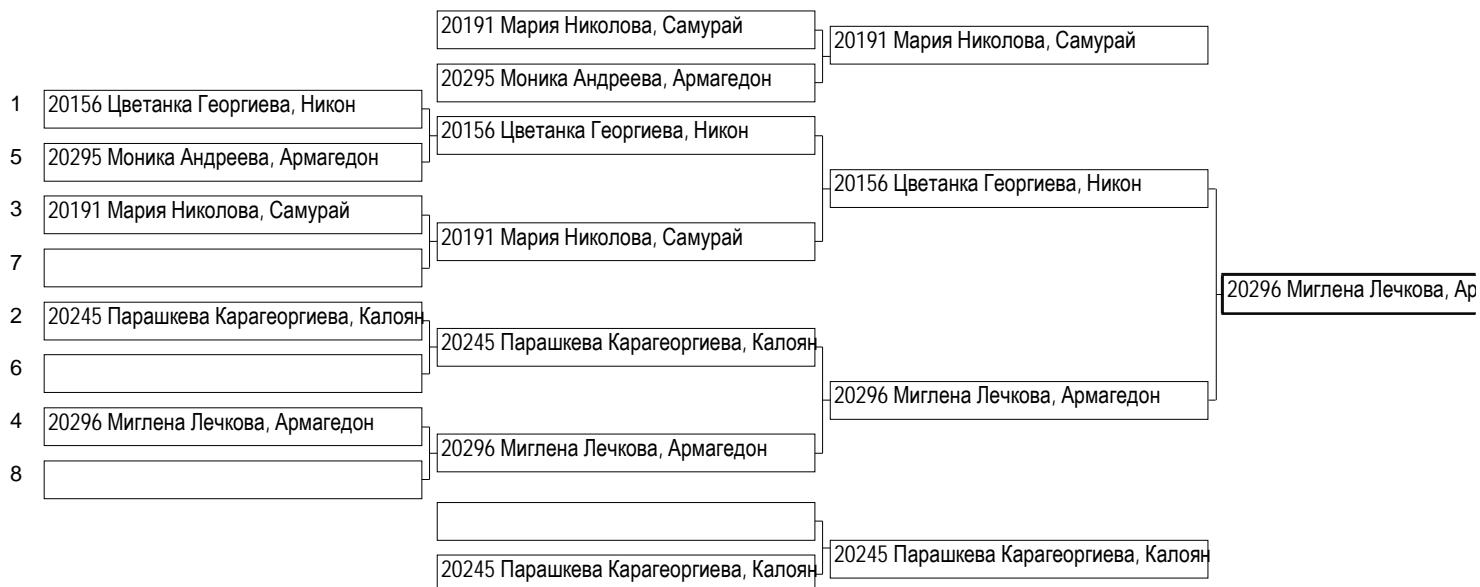 20191 Мария Николова, Самурай
20191 Мария Николова, Самурай
20295 Моника Андреева, Армагедон
1 20156 Цветанка Георгиева, Никон
20156 Цветанка Георгиева, Никон
5 20295 Моника Андреева, Армагедон
20156 Цветанка Георгиева, Никон
3 20191 Мария Николова, Самурай
20191 Мария Николова, Самурай
7
20296 Миглена Лечкова, Ар
2 20245 Парашкева Карагеоргиева, Калоян
20245 Парашкева Карагеоргиева, Калоян
6
20296 Миглена Лечкова, Армагедон
4 20296 Миглена Лечкова, Армагедон
20296 Миглена Лечкова, Армагедон
8
20245 Парашкева Карагеоргиева, Калоян
20245 Парашкева Карагеоргиева, Калоян